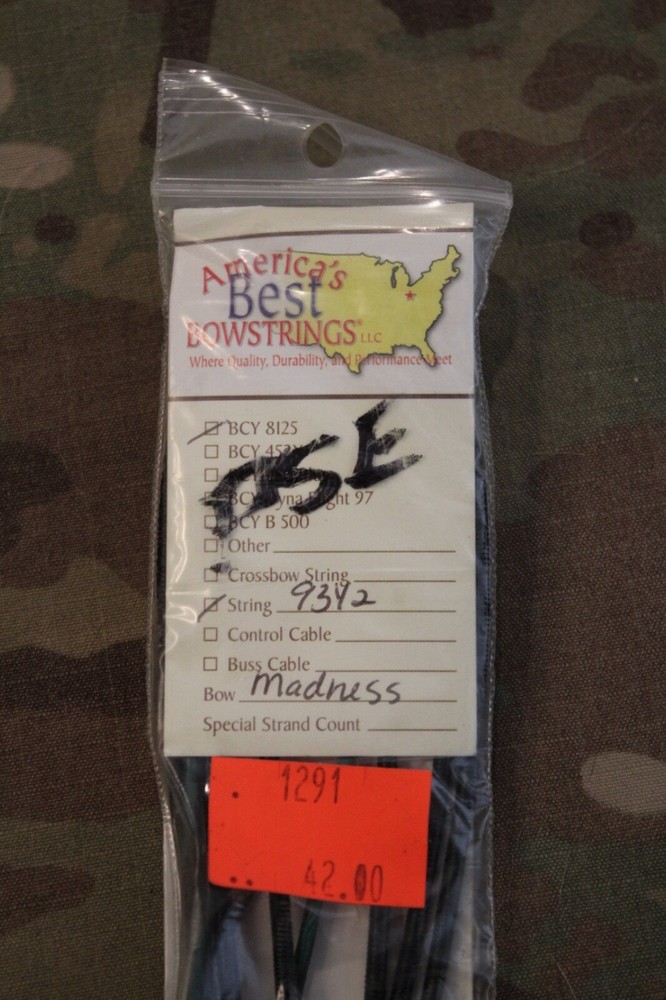 America's
Best
BOWSTRINGS® LLC
Where Quality, Durability, and Performance Meet
BCY 8125
BCY
PSE
BCY Dyna Flight 97
BCY B 500
Other
Crossbow String
String 93 1/2
Control Cable
Buss Cable
Bow Madness
Special Strand Count
1291
42.00